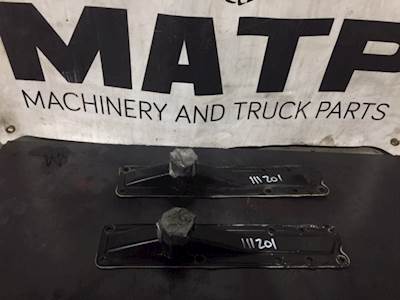 MATP
MACHINERY AND TRUCK PARTS
111201
111201